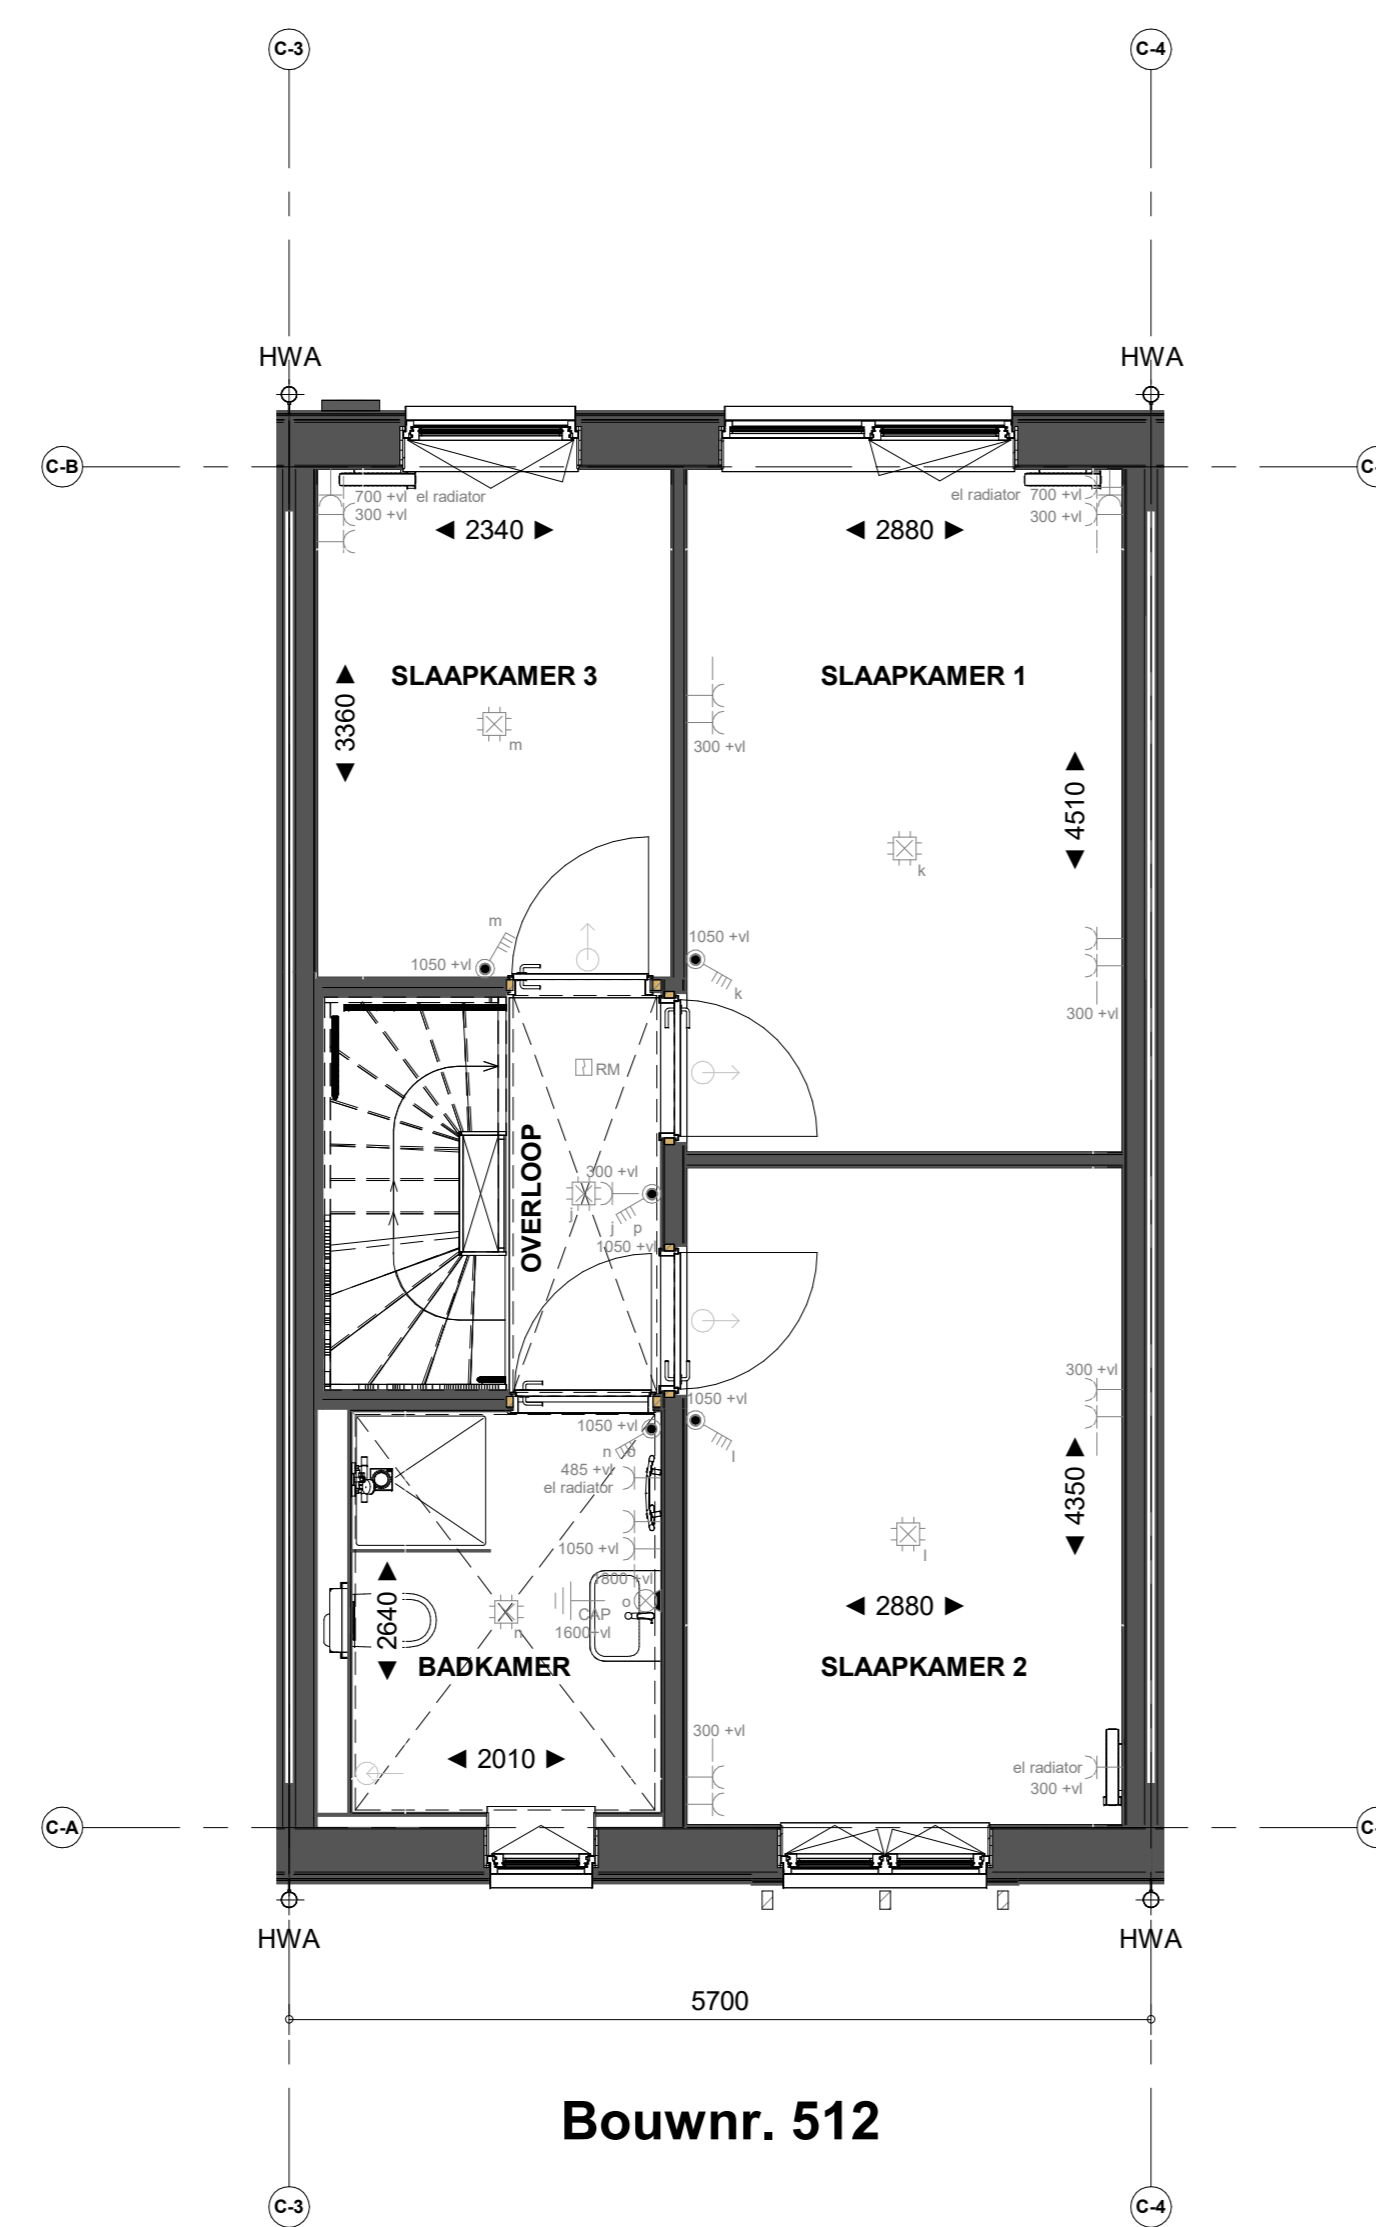 C-3
C-4
HWA
HWA
C-B
C-
700 +vl el radiator
300 +vl
el radiator 700 +vl
300 +vl
2340
2880
SLAAPKAMER 3
SLAAPKAMER 1
3360
m
300 +vl
4510
k
m
1050 +vl
1050 +vl
k
300 +vl
RM
OVERLOOP
300 +vl
j
j p
1050 +vl
300 +vl
1050 +vl
1050 +vl
n o
l
485 +vl
el radiator
4350
1050 +vl
l
1800 +vl
2640
o
CAP
n
1600+vl
2880
BADKAMER
SLAAPKAMER 2
300 +vl
2010
el radiator
300 +vl
C-A
C-
HWA
HWA
5700
Bouwnr. 512
C-3
C-4